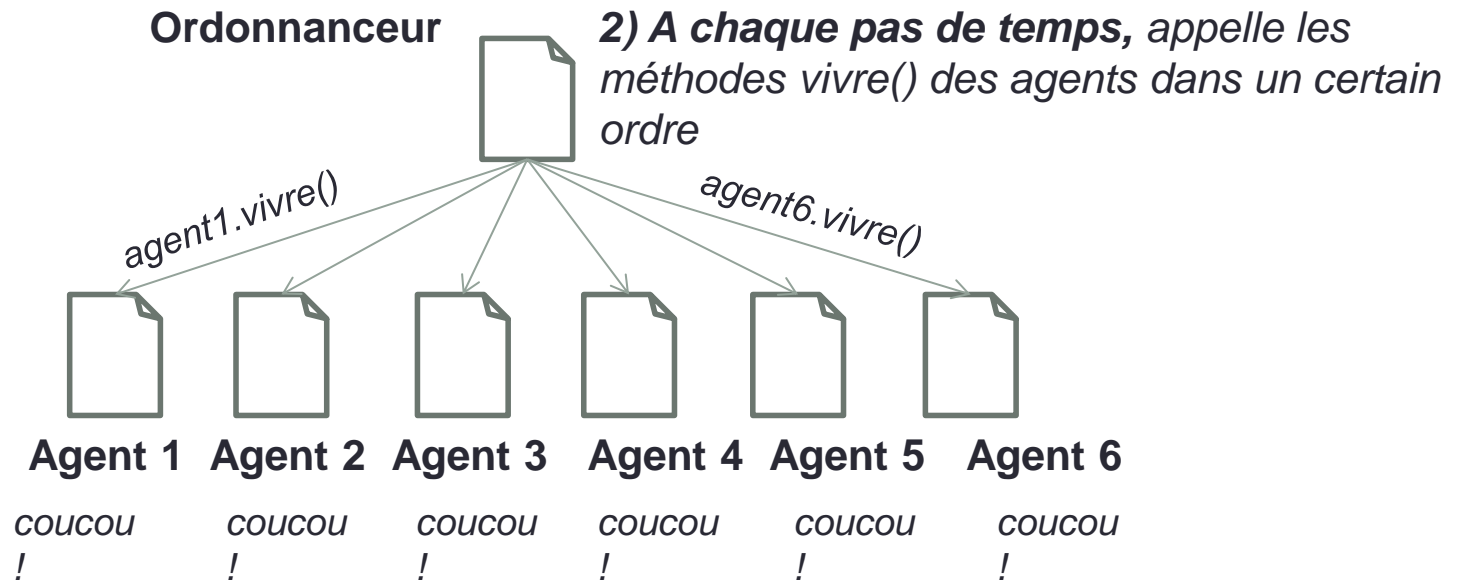 Ordonnanceur
2) A chaque pas de temps, appelle les
méthodes vivre() des agents dans un certain
ordre
agent1.vivre()
agent6.vivre()
Agent 1 Agent 2 Agent 3 Agent 4 Agent 5 Agent 6
coucou coucou coucou coucou coucou coucou
! ! ! ! ! !